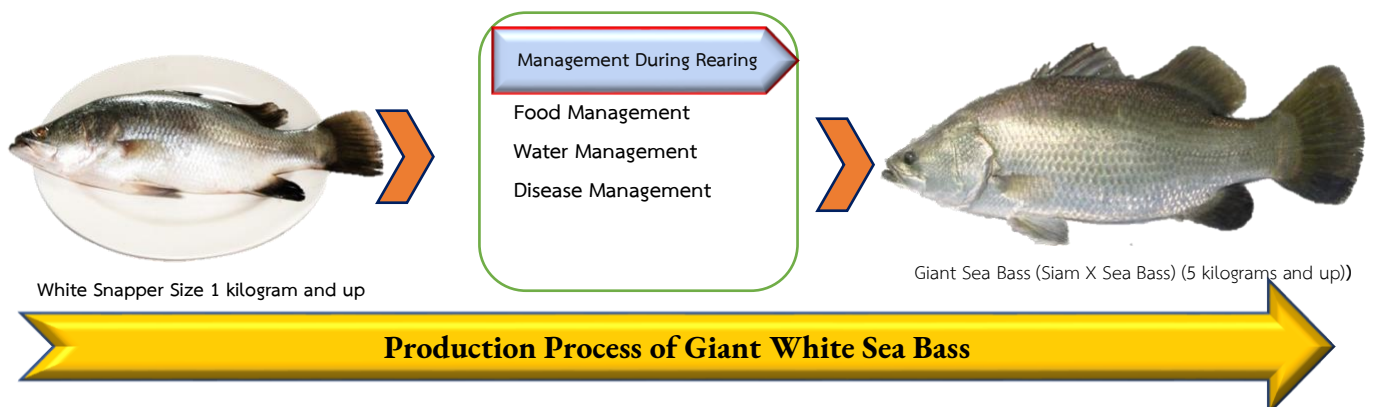 Management During Rearing
Food Management
Water Management
Disease Management
White Snapper Size 1 kilogram and up
Giant Sea Bass (Siam X Sea Bass) (5 kilograms and up))
Production Process of Giant White Sea Bass